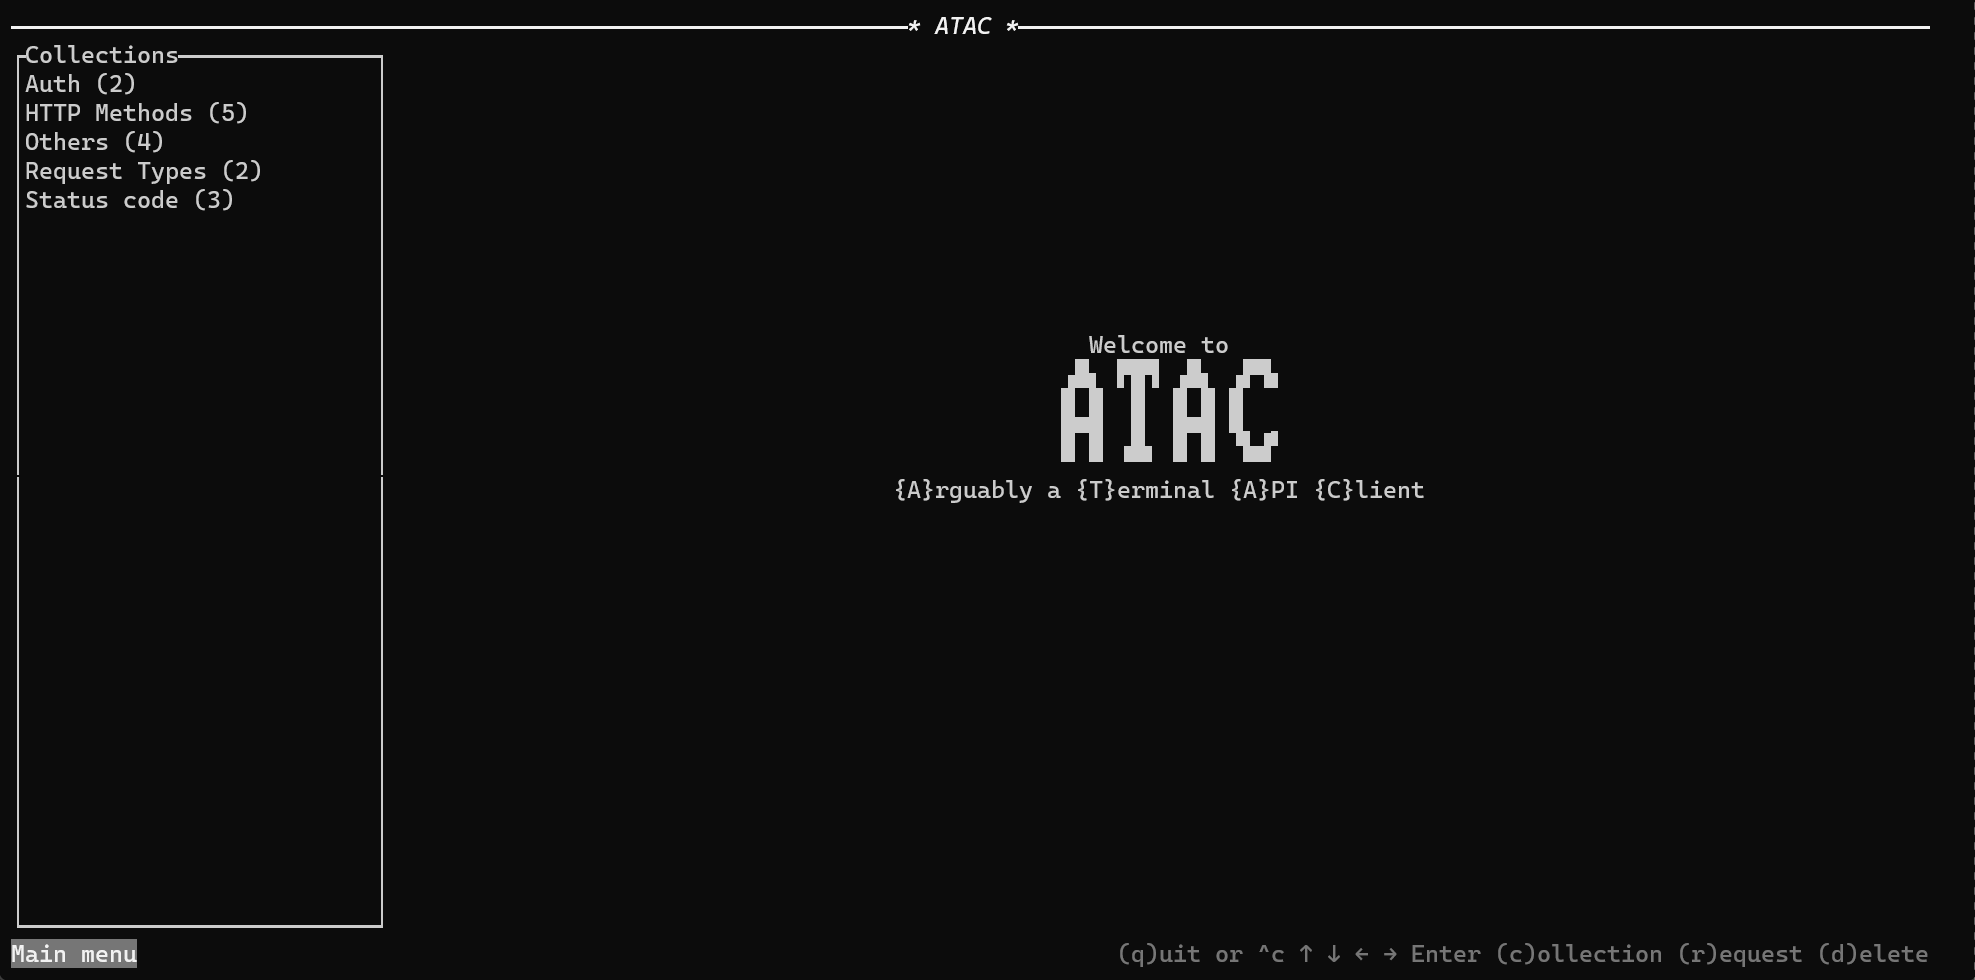 * ATAC *
Collections
Auth (2)
HTTP Methods (5)
Others (4)
Request Types (2)
Status code (3)
Welcome to
ATAC
{A}rguably a {T}erminal {A}PI {C}lient
Main menu
(q)uit or ^c ↑ ↓ ← → Enter (c)ollection (r)equest (d)elete